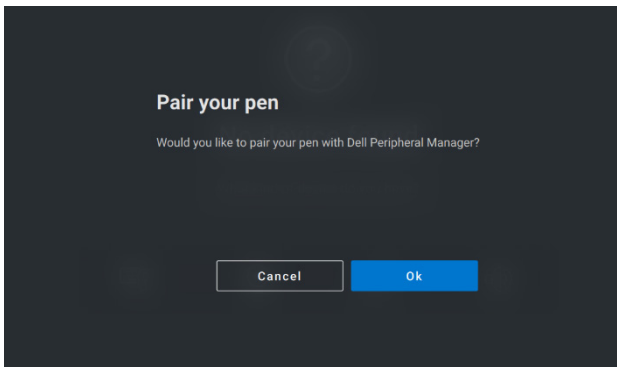 Pair your pen
Would you like to pair your pen with Dell Peripheral Manager?
Cancel
Ok